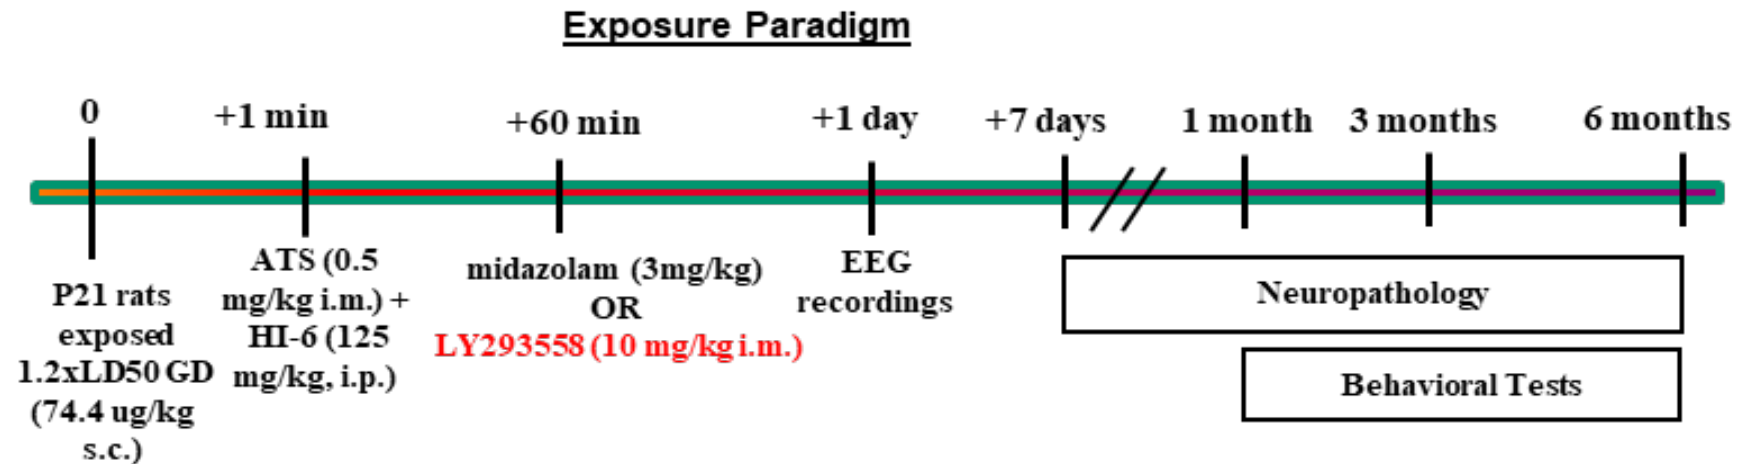 Exposure Paradigm
0
+1 min
+60 min
+1 day
+7 days
1 month
3 months
6 months
P21 rats
exposed
1.2xLD50 GD
(74.4 ug/kg
s.c.)
ATS (0.5
mg/kg i.m.) +
HI-6 (125
mg/kg, i.p.)
midazolam (3mg/kg)
OR
LY293558 (10 mg/kg i.m.)
EEG
recordings
Neuropathology
Behavioral Tests